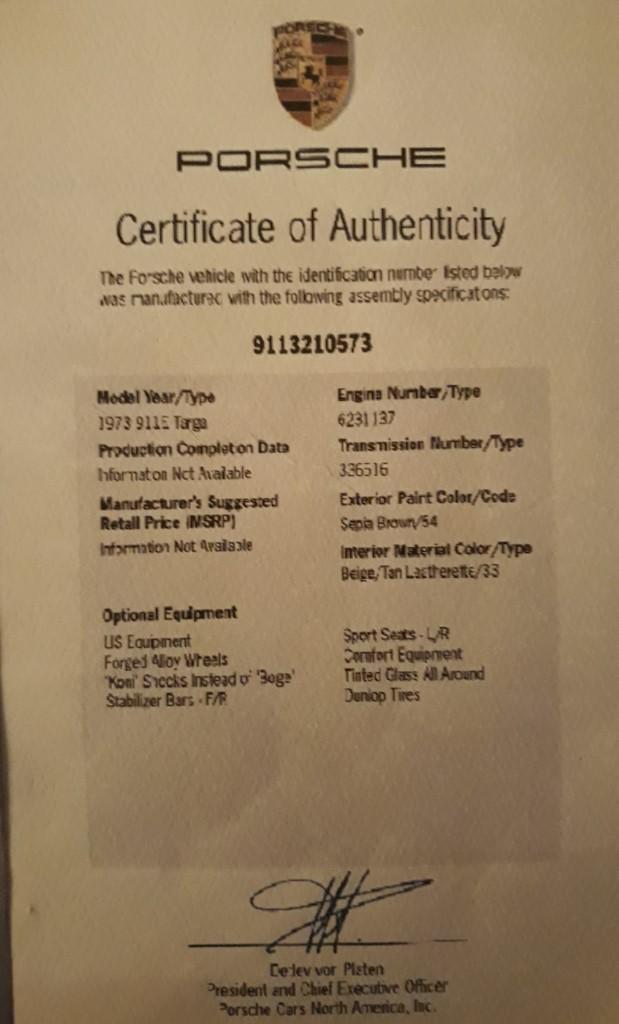 PORSCHE
PORSCHE
Certificate of Authenticity
The Porsche vehicle with the identification number listed below
was manufactured with the following assembly specifications:
9113210573
Model Year/Type
1973 911E Targa
Production Completion Date
Information Not Available
Manufacturer's Suggested
Retail Price (MSRP)
Information Not Available
Engine Number/Type
6231137
Transmission Number/Type
336516
Exterior Paint Color/Code
Sepia Brown/54
Interior Material Color/Type
Beige/Tan Leatherette/33
Optional Equipment
US Equipment
Forged Alloy Wheels
'Koni' Shocks Instead of 'Boge'
Stabilizer Bars - F/R
Sport Seats - L/R
Comfort Equipment
Tinted Glass All Around
Dunlop Tires
Detlev von Platen
President and Chief Executive Officer
Porsche Cars North America, Inc.